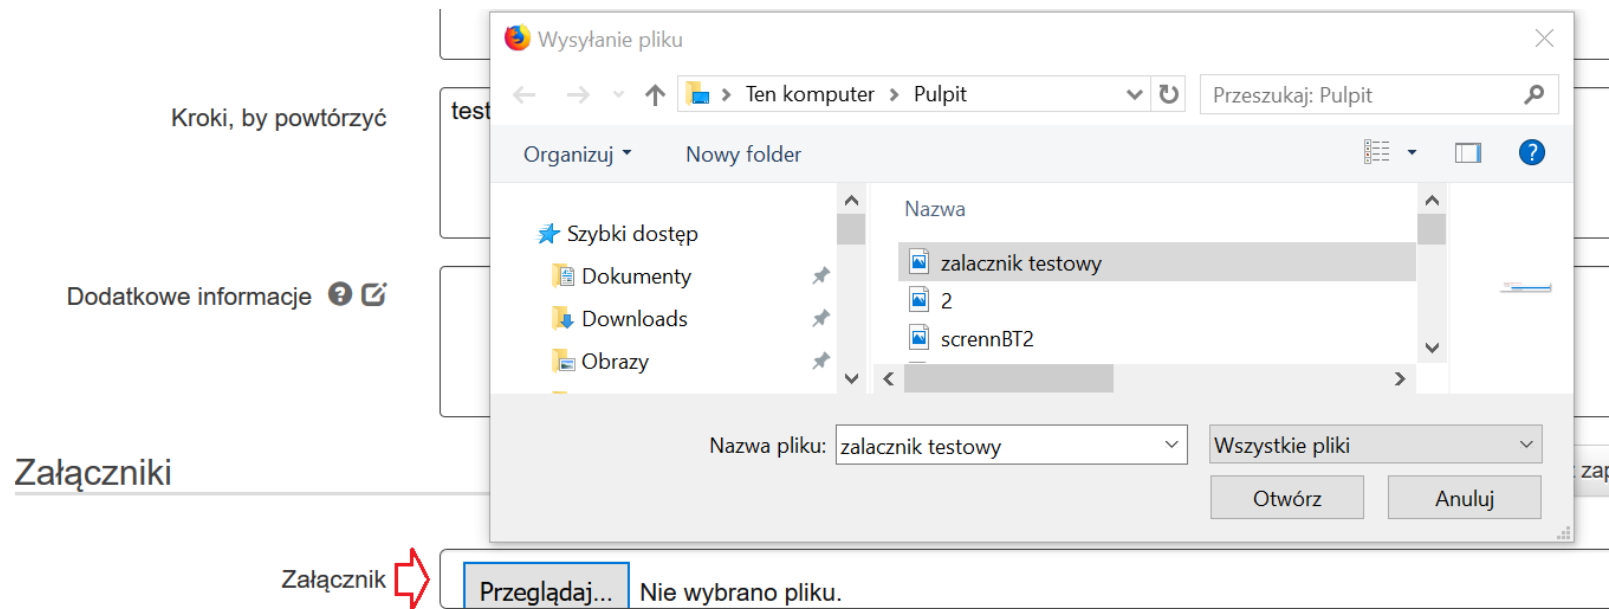 Wysyłanie pliku
Ten komputer > Pulpit
Przeszukaj: Pulpit
Kroki, by powtórzyć
test
Organizuj
Nowy folder
?
Nazwa
Szybki dostęp
zalacznik testowy
Dokumenty
2
Dodatkowe informacje ?
Downloads
scrennBT2
Obrazy
Nazwa pliku:
zalacznik testowy
Wszystkie pliki
Załączniki
zap
Otwórz
Anuluj
Załącznik
Przeglądaj...
Nie wybrano pliku.